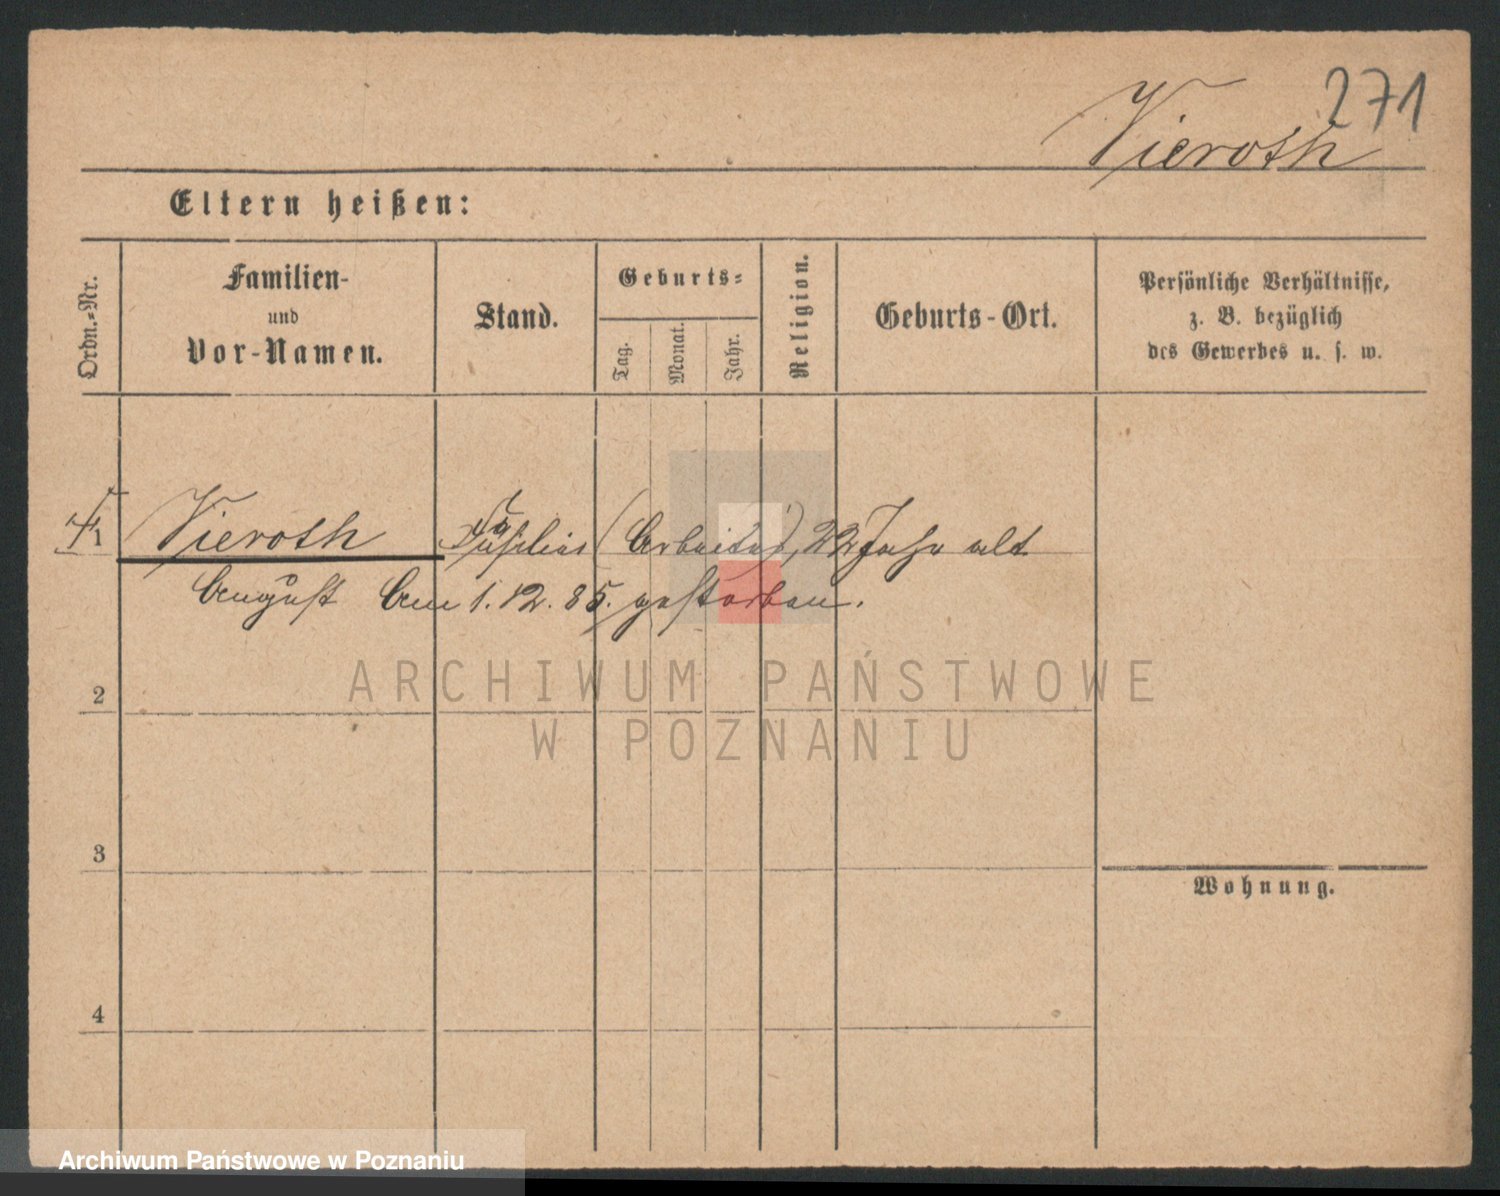 271
Vieroth
Eltern heißen:
Ordn.-Nr.
Familien-
und
Vor-Namen.
Stand.
Geburts-
Tag.
Monat.
Jahr.
Religion.
Geburts-Ort.
Persönliche Verhältnisse,
z. B. bezüglich
des Gewerbes u. s. w.
1 Vieroth Füsilier (Arbeiter), 22 Jahr alt
August Am 1. 12. 85. gestorben.
2
3
4
Wohnung.
ARCHIWUM PAŃSTWOWE
W POZNANIU
Archiwum Państwowe w Poznaniu